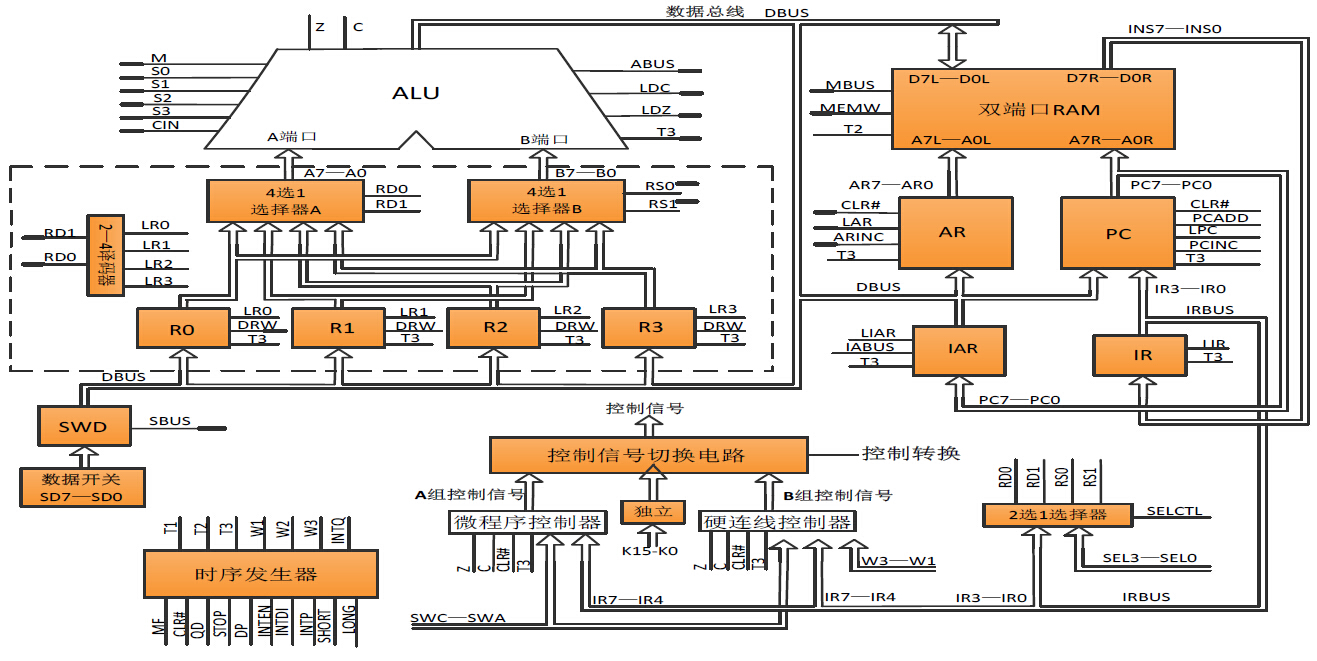 数据总线 DBUS
Z
C
INS7—INS0
M
S0
S1
S2
S3
CIN
ALU
A端口
B端口
ABUS
LDC
LDZ
T3
MBUS
MEMW
T2
D7L—D0L
D7R—D0R
双端口RAM
A7L—A0L
A7R—A0R
A7—A0
B7—B0
4选1
选择器A
RD0
RD1
4选1
选择器B
RS0
RS1
AR7—AR0
PC7—PC0
CLR#
LAR
ARINC
T3
AR
PC
CLR#
PCADD
LPC
PCINC
T3
RD1
RD0
2—4译码器
LR0
LR1
LR2
LR3
DBUS
IR3—IR0
IRBUS
R0
LR0
DRW
T3
R1
LR1
DRW
T3
R2
LR2
DRW
T3
R3
LR3
DRW
T3
LIAR
IABUS
T3
IAR
IR
LIR
T3
DBUS
PC7—PC0
SWD
SBUS
数据开关
SD7—SD0
控制信号
控制信号切换电路
控制转换
A组控制信号
B组控制信号
微程序控制器
独立
K15-K0
硬连线控制器
Z
C
CLR#
T3
Z
C
CLR#
T3
W3—W1
RD0
RD1
RS0
RS1
2选1选择器
SELCTL
SEL3—SEL0
IR7—IR4
IR7—IR4
IR3—IR0
IRBUS
SWC—SWA
T1
T2
T3
W1
W2
W3
INTQ
时序发生器
MF
CLR#
QD
STOP
DP
INTEN
INTDI
INTP
SHORT
LONG